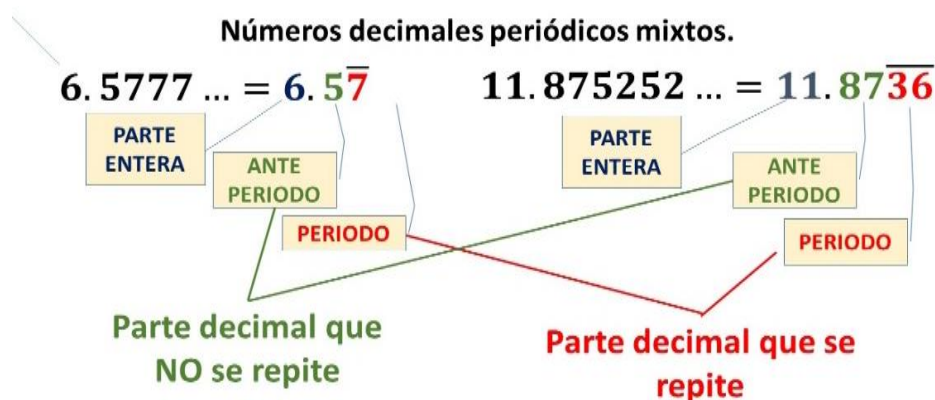 Números decimales periódicos mixtos.
6.5777 ... = 6.57̅
11.875252 ... = 11.873̅6̅
PARTE
ENTERA
ANTE
PERIODO
PERIODO
PARTE
ENTERA
ANTE
PERIODO
PERIODO
Parte decimal que
NO se repite
Parte decimal que se
repite